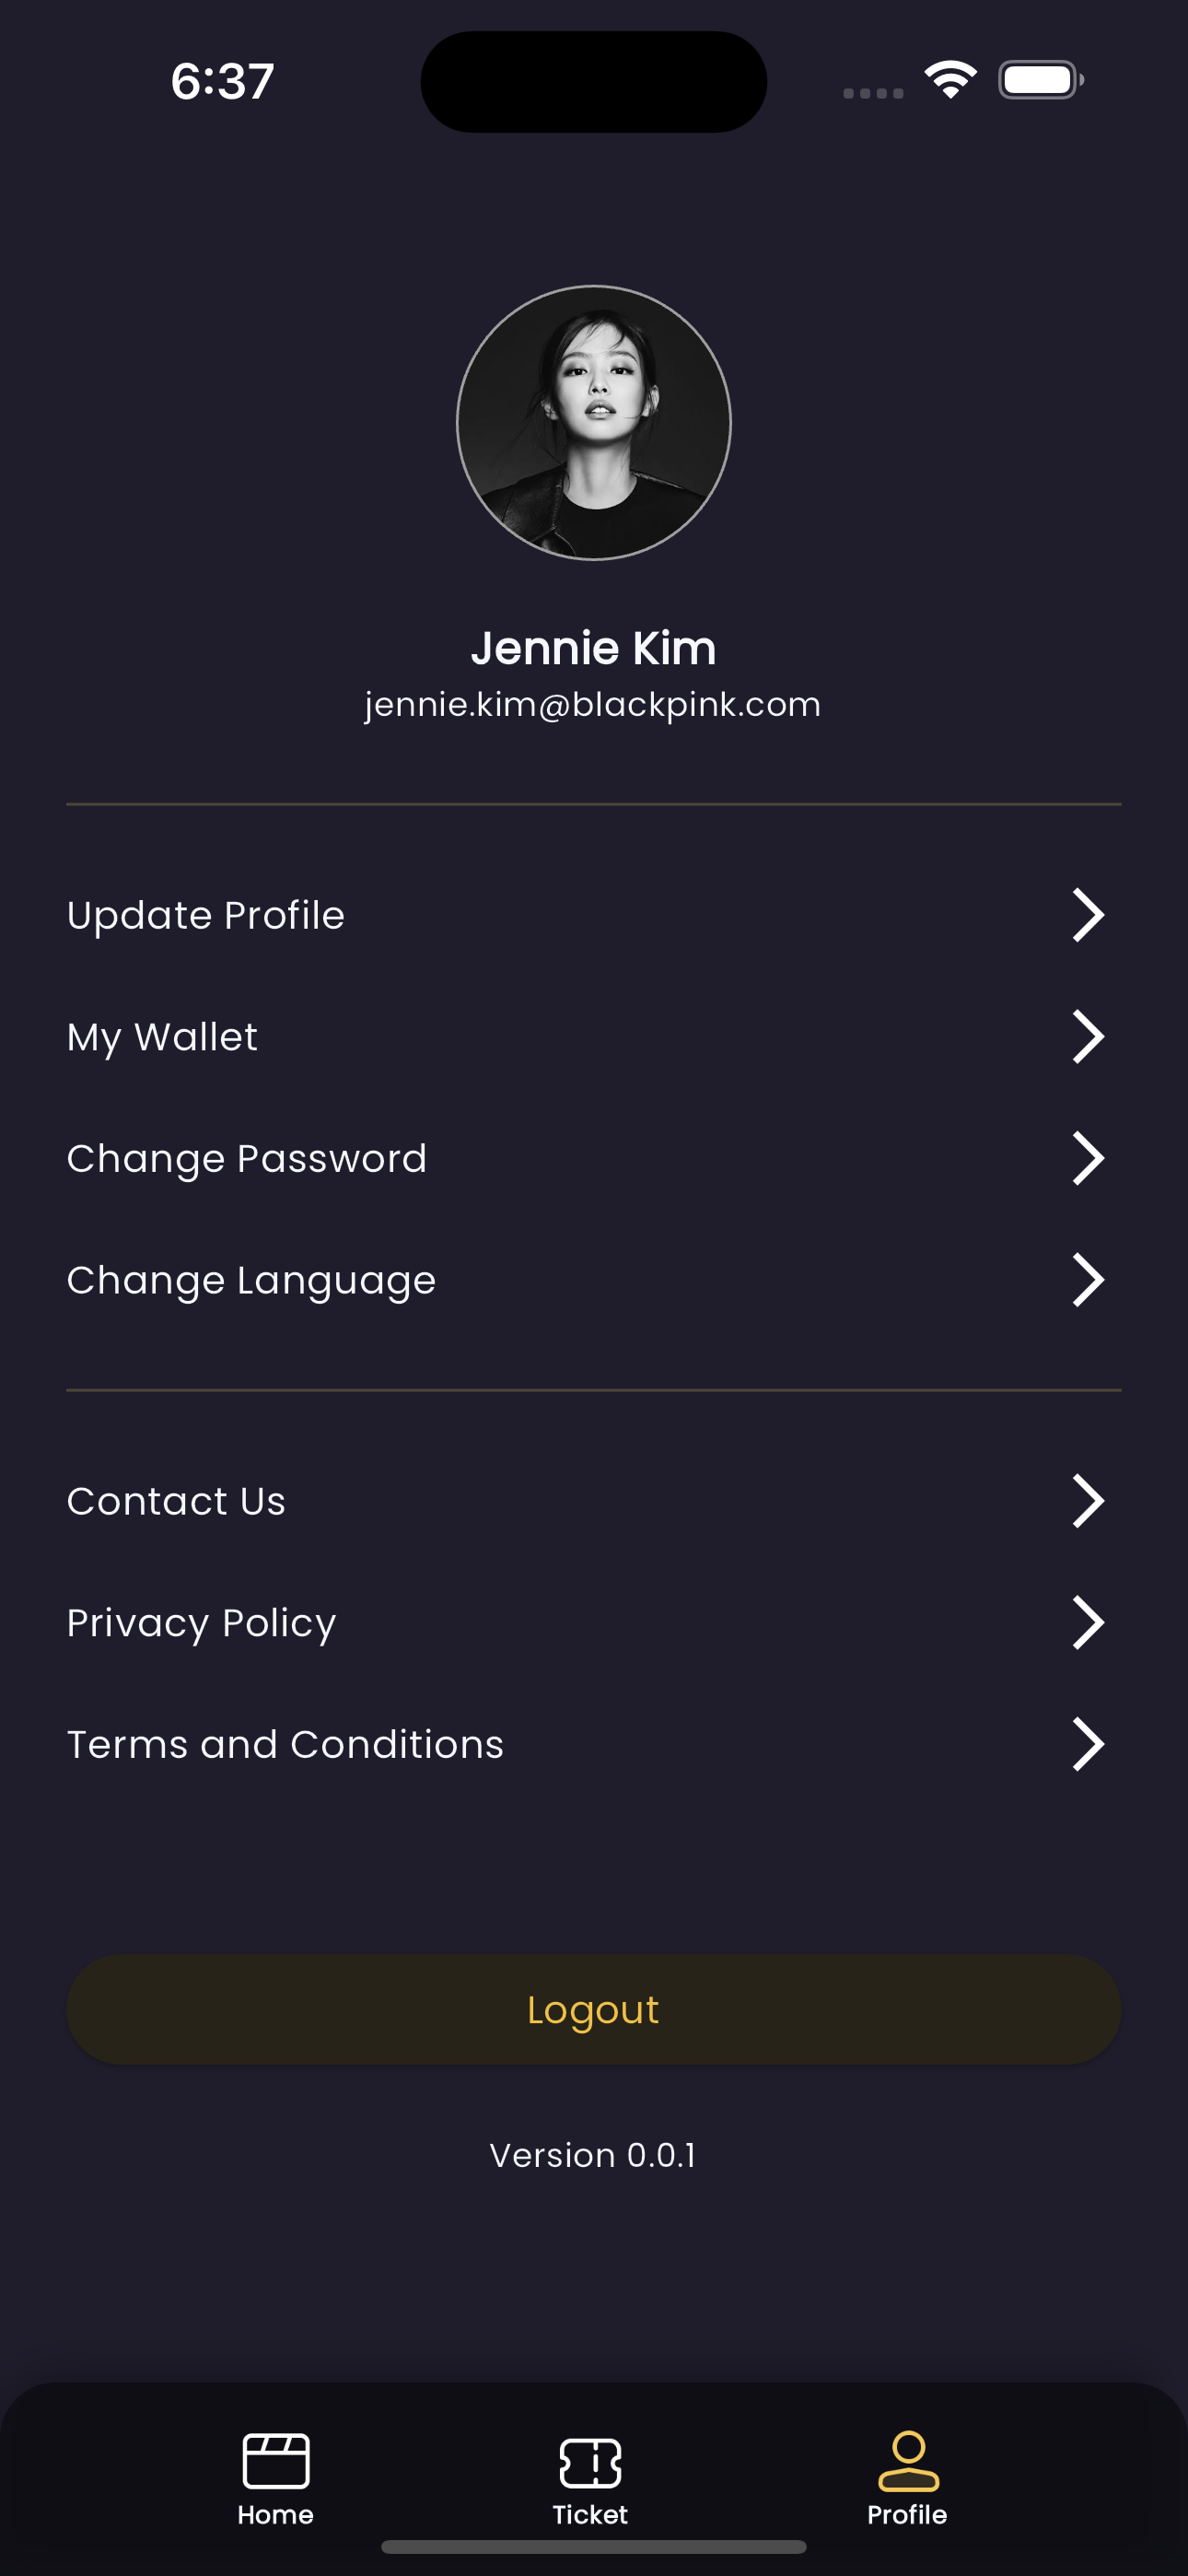 6:37
Jennie Kim
jennie.kim@blackpink.com
Update Profile
My Wallet
Change Password
Change Language
Contact Us
Privacy Policy
Terms and Conditions
Logout
Version 0.0.1
Home Ticket Profile